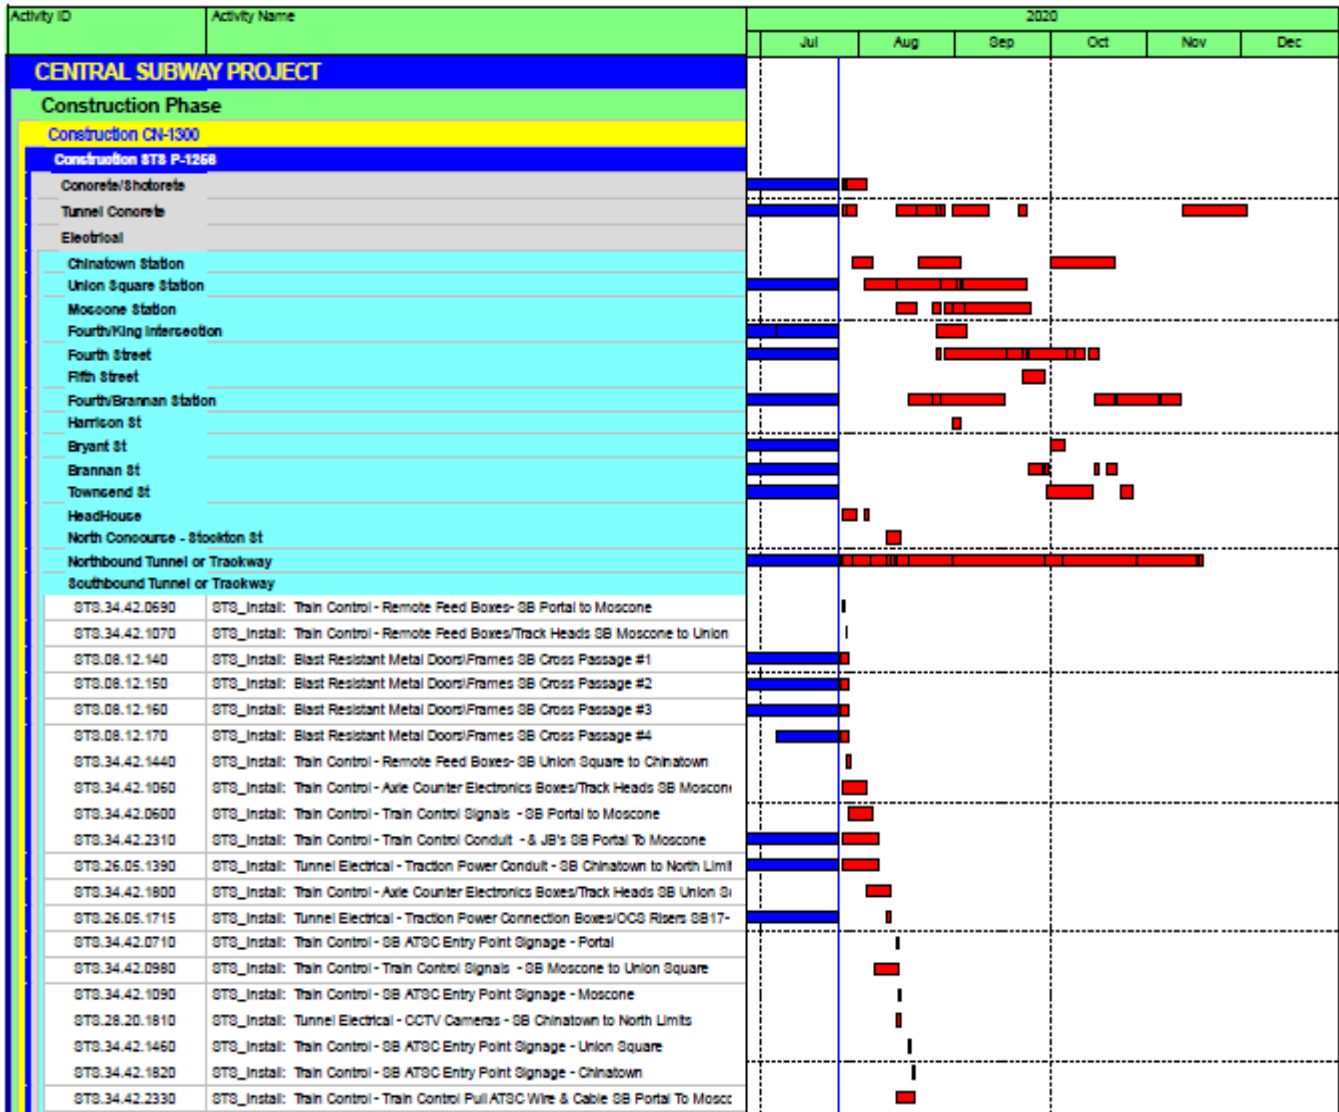 Activity ID Activity Name 2020
Jul Aug Sep Oct Nov Dec
CENTRAL SUBWAY PROJECT
Construction Phase
Construction CN-1300
Construction STS P-1256
Concrete/Shotcrete
Tunnel Concrete
Electrical
Chinatown Station
Union Square Station
Moscone Station
Fourth/King Intersection
Fourth Street
Fifth Street
Fourth/Brannan Station
Harrison St
Bryant St
Brannan St
Townsend St
HeadHouse
North Concourse - Stockton St
Northbound Tunnel or Trackway
Southbound Tunnel or Trackway
STS.34.42.0690 STS_Install: Train Control - Remote Feed Boxes- SB Portal to Moscone
STS.34.42.1070 STS_Install: Train Control - Remote Feed Boxes/Track Heads SB Moscone to Union
STS.08.12.140 STS_Install: Blast Resistant Metal Doors\Frames SB Cross Passage #1
STS.08.12.150 STS_Install: Blast Resistant Metal Doors\Frames SB Cross Passage #2
STS.08.12.160 STS_Install: Blast Resistant Metal Doors\Frames SB Cross Passage #3
STS.08.12.170 STS_Install: Blast Resistant Metal Doors\Frames SB Cross Passage #4
STS.34.42.1440 STS_Install: Train Control - Remote Feed Boxes- SB Union Square to Chinatown
STS.34.42.1060 STS_Install: Train Control - Axle Counter Electronics Boxes/Track Heads SB Moscon
STS.34.42.0600 STS_Install: Train Control - Train Control Signals - SB Portal to Moscone
STS.34.42.2310 STS_Install: Train Control - Train Control Conduit - & JB's SB Portal To Moscone
STS.26.05.1390 STS_Install: Tunnel Electrical - Traction Power Conduit - SB Chinatown to North Limit
STS.34.42.1800 STS_Install: Train Control - Axle Counter Electronics Boxes/Track Heads SB Union S
STS.26.05.1715 STS_Install: Tunnel Electrical - Traction Power Connection Boxes/OCS Risers SB17-
STS.34.42.0710 STS_Install: Train Control - SB ATSC Entry Point Signage - Portal
STS.34.42.0980 STS_Install: Train Control - Train Control Signals - SB Moscone to Union Square
STS.34.42.1090 STS_Install: Train Control - SB ATSC Entry Point Signage - Moscone
STS.28.20.1810 STS_Install: Tunnel Electrical - CCTV Cameras - SB Chinatown to North Limits
STS.34.42.1460 STS_Install: Train Control - SB ATSC Entry Point Signage - Union Square
STS.34.42.1820 STS_Install: Train Control - SB ATSC Entry Point Signage - Chinatown
STS.34.42.2330 STS_Install: Train Control - Train Control Pull ATSC Wire & Cable SB Portal To Mosc